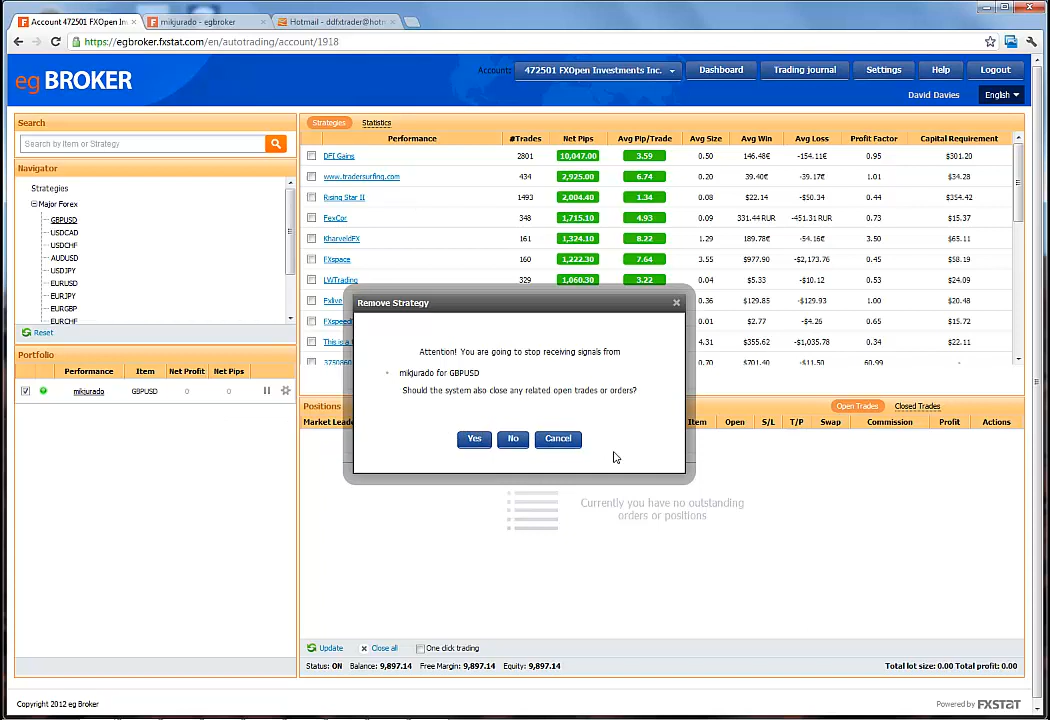 Account 472501 FXOpen In
mikjurado - egbroker
Hotmail - ddfxtrader@hotm
https://egbroker.fxstat.com/en/autotrading/account/1918
eg BROKER
Account: 472501 FXOpen Investments Inc.
Dashboard
Trading journal
Settings
Help
Logout
David Davies
English
Search
Search by Item or Strategy
Navigator
Strategies
Major Forex
GBPUSD
USDCAD
USDCHF
AUDUSD
USDJPY
EURUSD
EURJPY
EURGBP
EURCHF
Reset
Portfolio
Performance Item Net Profit Net Pips
mikjurado GBPUSD 0 0
Strategies Statistics
Performance #Trades Net Pips Avg Pip/Trade Avg Size Avg Win Avg Loss Profit Factor Capital Requirement
DFI Gains 2801 10,047.00 3.59 0.50 146.48€ -154.11€ 0.95 $301.20
www.tradersurfing.com 434 2,925.00 6.74 0.20 39.40€ -39.17€ 1.01 $34.28
Rising Star II 1493 2,004.40 1.34 0.08 $22.14 -$50.34 0.44 $354.42
FexCor 348 1,715.10 4.93 0.09 331.44 RUR -451.31 RUR 0.73 $15.37
KharveldFX 161 1,324.10 8.22 1.29 189.78€ -54.16€ 3.50 $65.11
FXspace 160 1,222.30 7.64 3.55 $977.90 -$2,173.76 0.45 $58.19
LWTrading 329 1,060.30 3.22 0.04 $5.33 -$10.12 0.53 $24.09
Exlive 0.36 $129.85 -$129.93 1.00 $20.48
FXspeed 0.01 $2.77 -$4.26 0.65 $15.72
This is a 4.31 $355.62 -$1,035.78 0.34 $22.11
3750860 0.70 $701.40 -$11.50 60.99 -
Remove Strategy
Attention! You are going to stop receiving signals from
mikjurado for GBPUSD
Should the system also close any related open trades or orders?
Yes No Cancel
Positions
Open Trades Closed Trades
Market Leade Item Open S/L T/P Swap Commission Profit Actions
Currently you have no outstanding
orders or positions
Update Close all One click trading
Status: ON Balance: 9,897.14 Free Margin: 9,897.14 Equity: 9,897.14
Total lot size: 0.00 Total profit: 0.00
Copyright 2012 eg Broker
Powered by FXSTAT